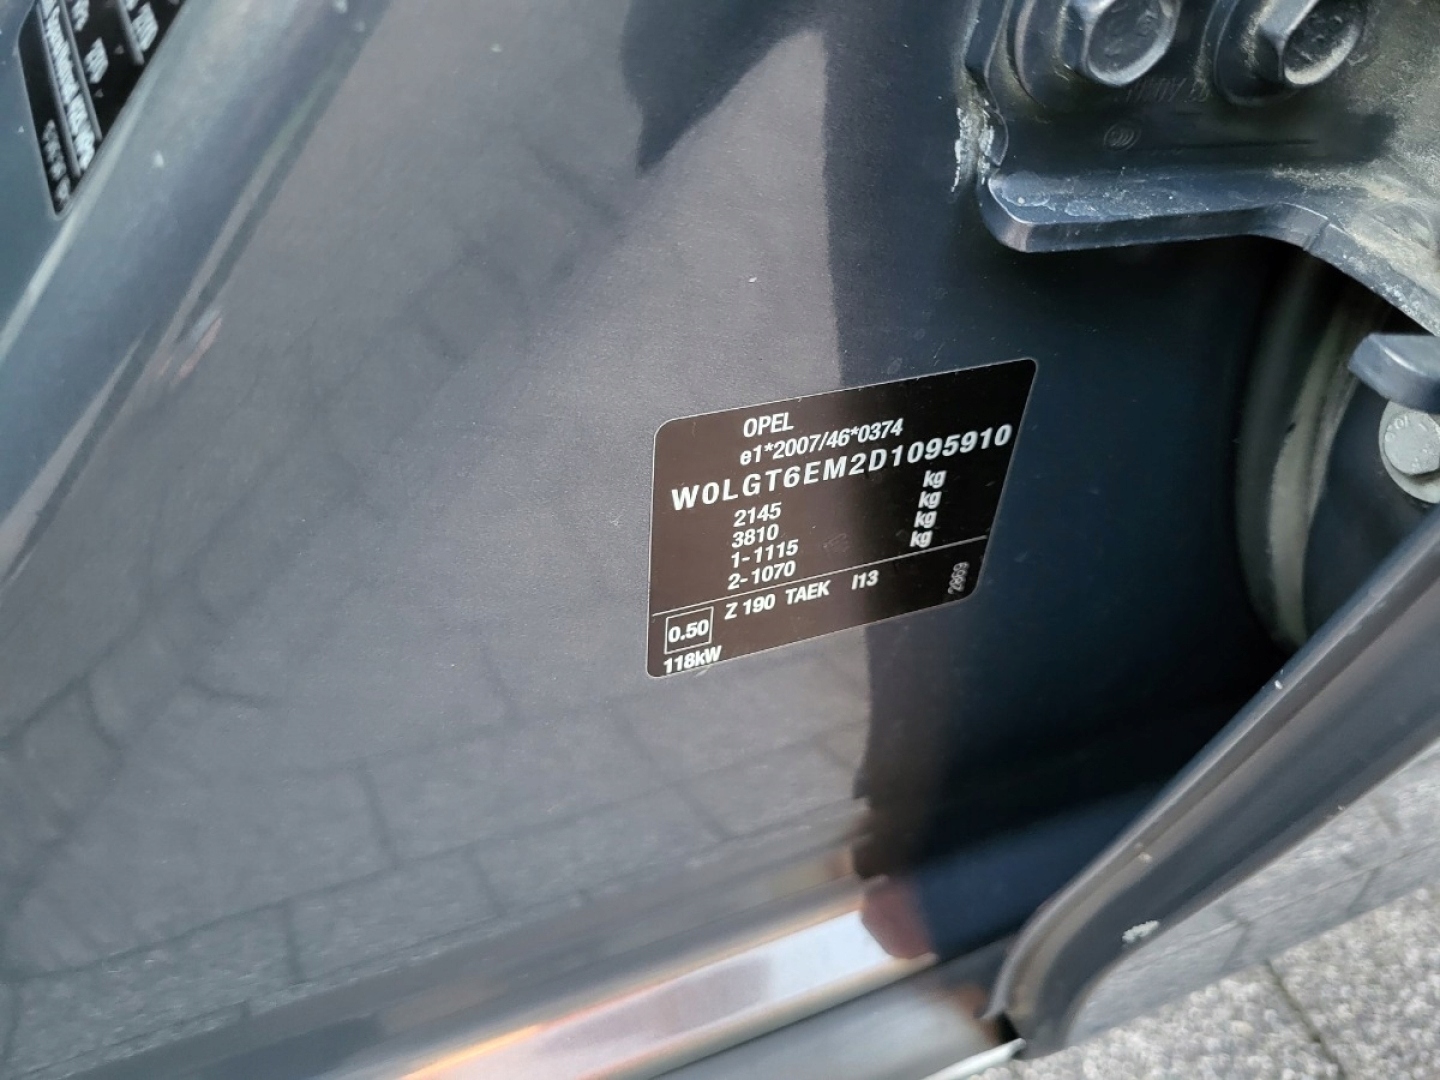 OPEL
e1*2007/46*0374
W0LGT6EM2D1095910
2145 kg
3810 kg
1-1115 kg
2-1070 kg
0.50 Z 190 TAEK I13 2869
118kW